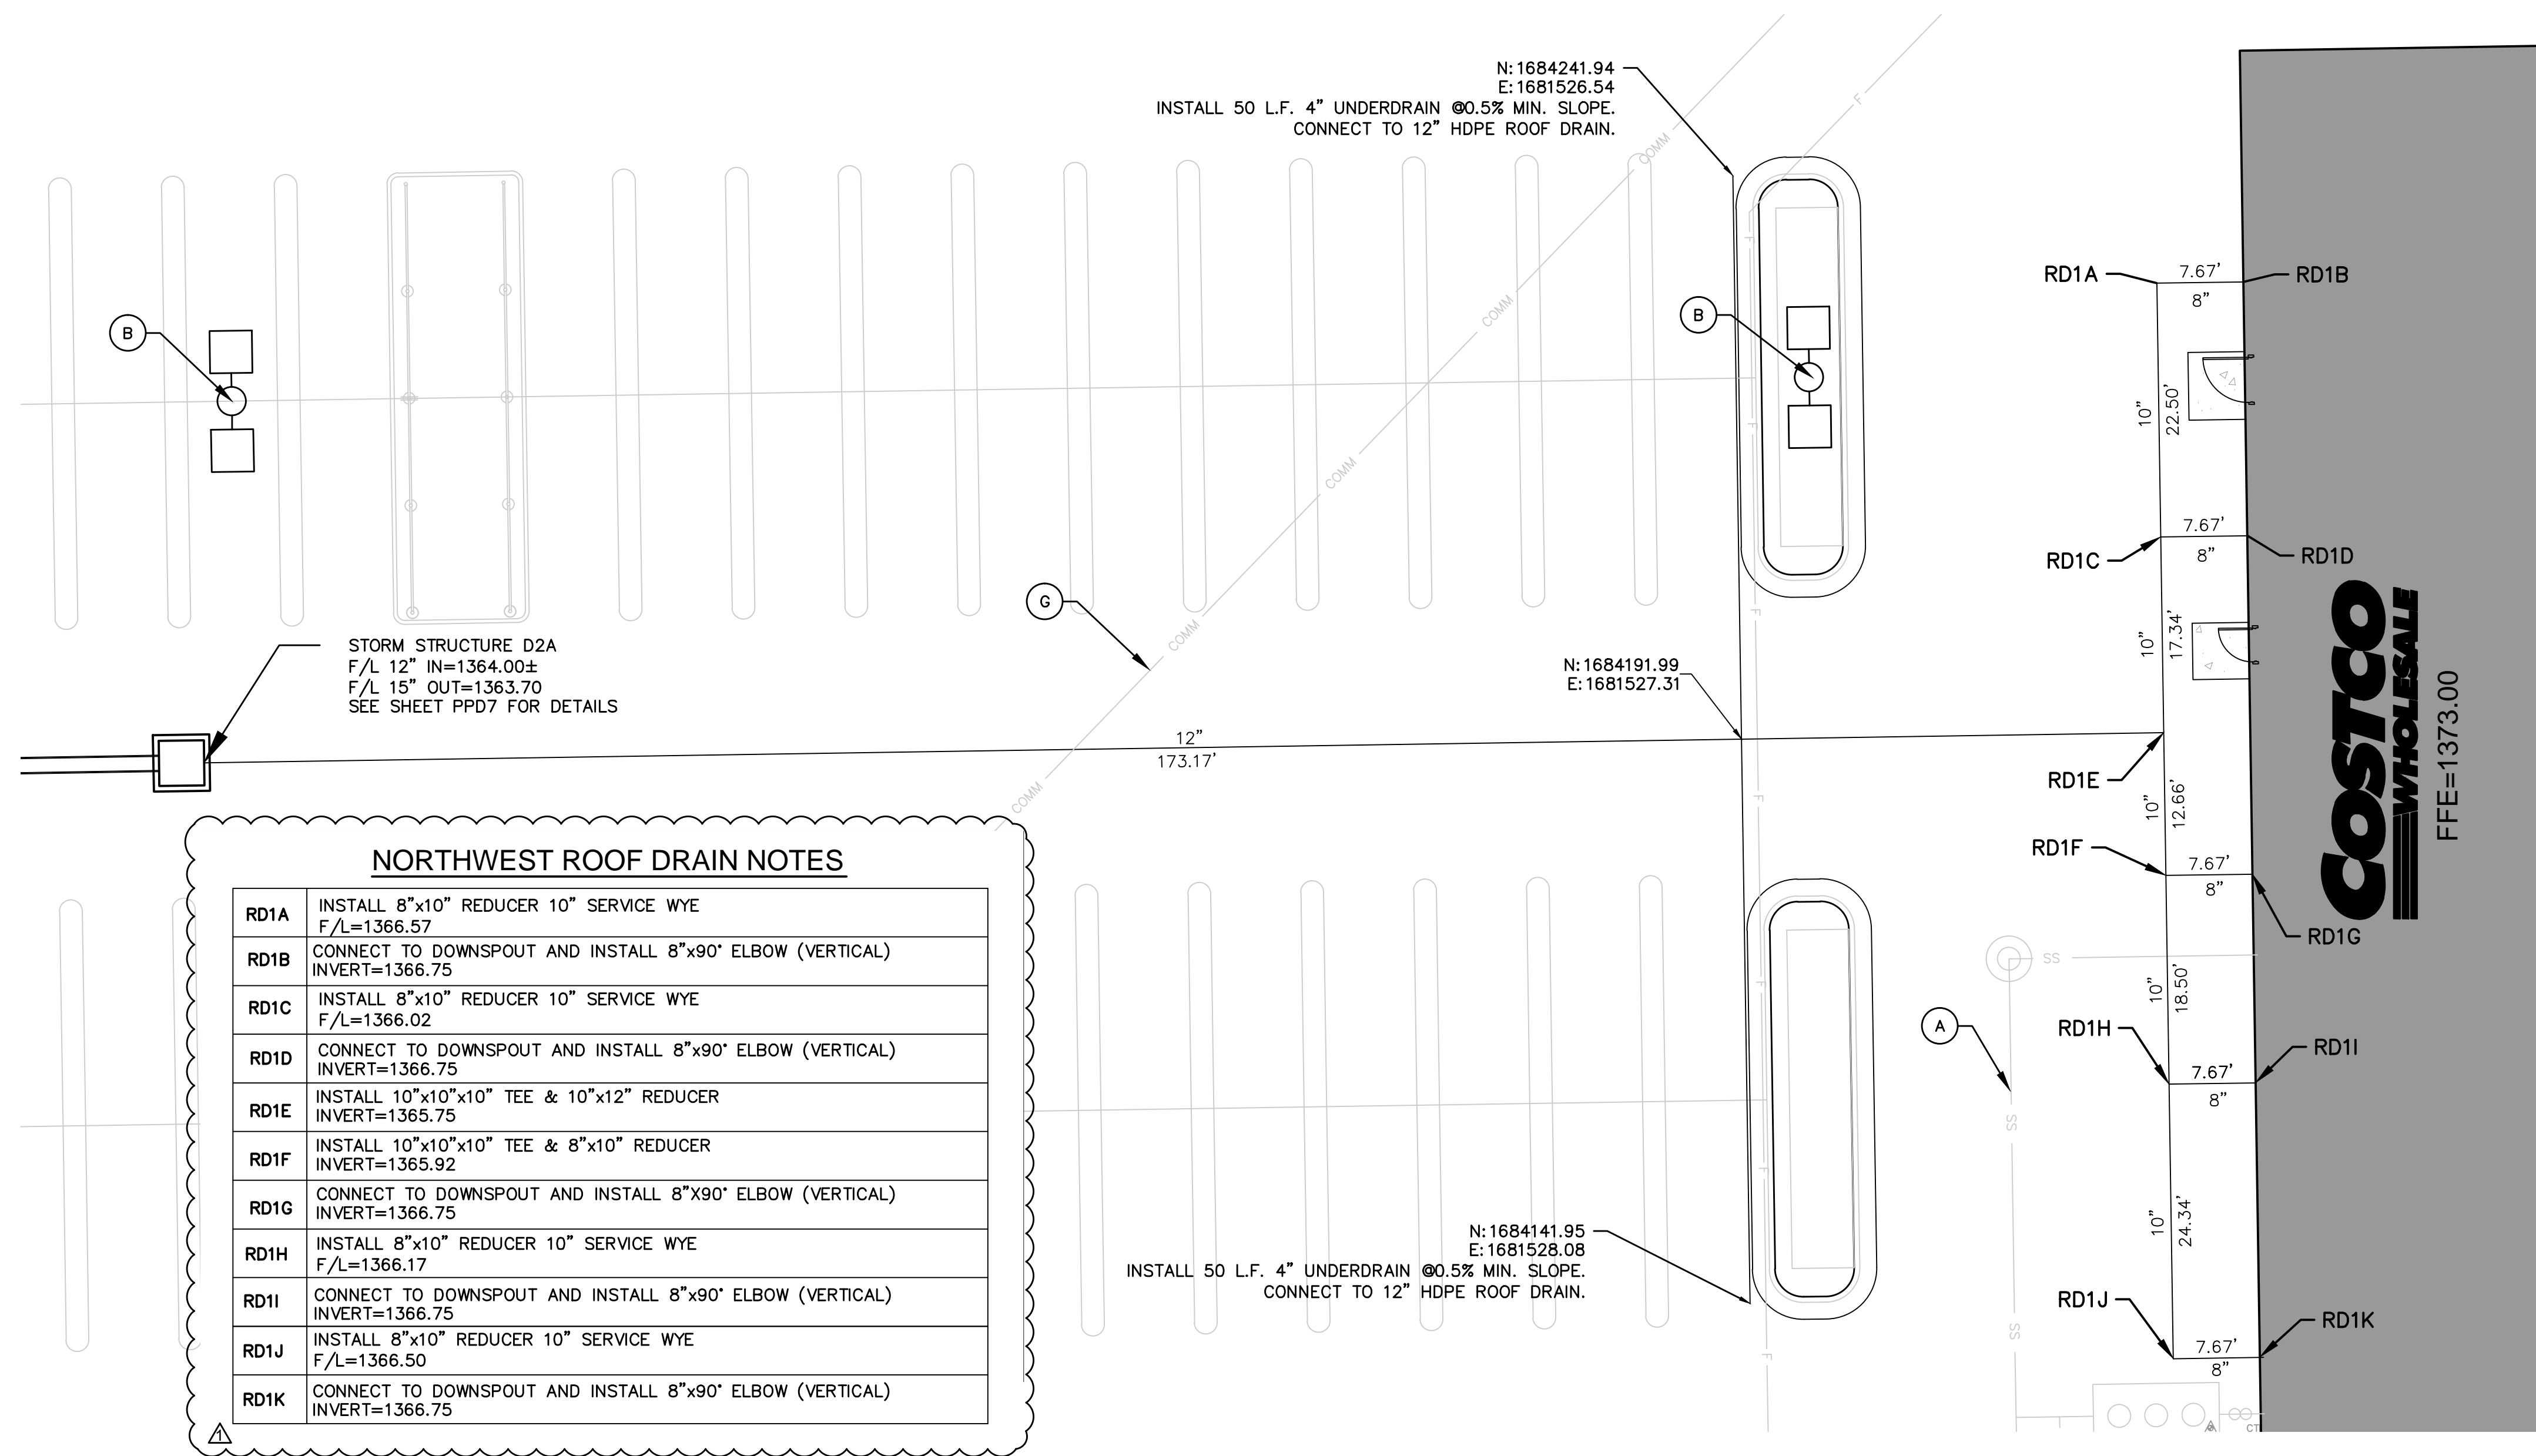 N:1684241.94
E:1681526.54
INSTALL 50 L.F. 4" UNDERDRAIN @0.5% MIN. SLOPE.
CONNECT TO 12" HDPE ROOF DRAIN.
F
COMM
F
RD1A
7.67'
RD1B
8"
COMM
B
B
10"
22.50'
F
COMM
7.67'
RD1C
8"
RD1D
G
F
COMM
10"
17.34'
STORM STRUCTURE D2A
F/L 12" IN=1364.00±
F/L 15" OUT=1363.70
SEE SHEET PPD7 FOR DETAILS
N:1684191.99
E:1681527.31
COSTCO
WHOLESALE
FFE=1373.00
12"
173.17'
RD1E
COMM
F
10"
12.66'
RD1F
7.67'
8"
RD1G
SS
F
10"
18.50'
A
RD1H
RD1I
7.67'
8"
SS
F
10"
24.34'
N:1684141.95
E:1681528.08
INSTALL 50 L.F. 4" UNDERDRAIN @0.5% MIN. SLOPE.
CONNECT TO 12" HDPE ROOF DRAIN.
RD1J
RD1K
SS
F
7.67'
8"
CT
NORTHWEST ROOF DRAIN NOTES
RD1A INSTALL 8"x10" REDUCER 10" SERVICE WYE
F/L=1366.57
RD1B CONNECT TO DOWNSPOUT AND INSTALL 8"x90° ELBOW (VERTICAL)
INVERT=1366.75
RD1C INSTALL 8"x10" REDUCER 10" SERVICE WYE
F/L=1366.02
RD1D CONNECT TO DOWNSPOUT AND INSTALL 8"x90° ELBOW (VERTICAL)
INVERT=1366.75
RD1E INSTALL 10"x10"x10" TEE & 10"x12" REDUCER
INVERT=1365.75
RD1F INSTALL 10"x10"x10" TEE & 8"x10" REDUCER
INVERT=1365.92
RD1G CONNECT TO DOWNSPOUT AND INSTALL 8"X90° ELBOW (VERTICAL)
INVERT=1366.75
RD1H INSTALL 8"x10" REDUCER 10" SERVICE WYE
F/L=1366.17
RD1I CONNECT TO DOWNSPOUT AND INSTALL 8"x90° ELBOW (VERTICAL)
INVERT=1366.75
RD1J INSTALL 8"x10" REDUCER 10" SERVICE WYE
F/L=1366.50
RD1K CONNECT TO DOWNSPOUT AND INSTALL 8"x90° ELBOW (VERTICAL)
INVERT=1366.75
1